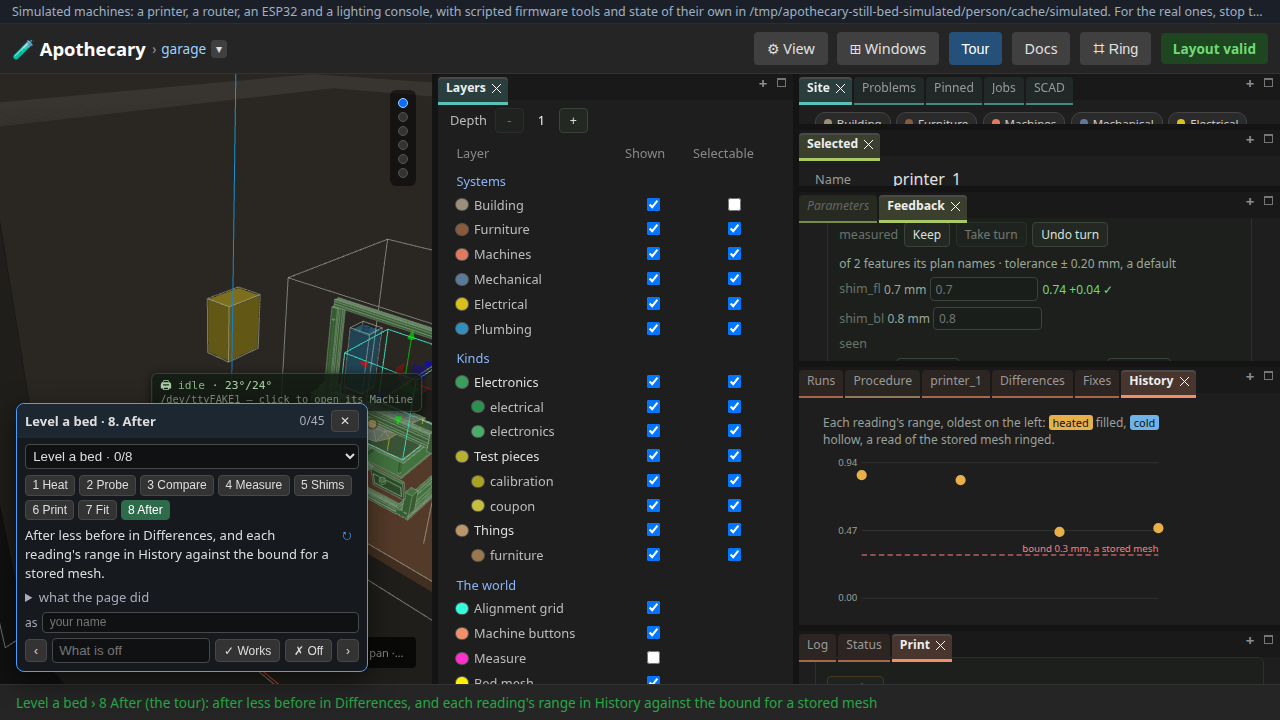 Simulated machines: a printer, a router, an ESP32 and a lighting console, with scripted firmware tools and state of their own in /tmp/apothecary-still-bed-simulated/person/cache/simulated. For the real ones, stop t...
Apothecary › garage ▾
⚙ View
⊞ Windows
Tour
Docs
⌗ Ring
Layout valid
idle · 23°/24°
/dev/ttyFAKE1 — click to open its Machine
Level a bed · 8. After 0/45 ✕
Level a bed · 0/8
1 Heat 2 Probe 3 Compare 4 Measure 5 Shims
6 Print 7 Fit 8 After
After less before in Differences, and each
reading's range in History against the bound for a
stored mesh.
▶ what the page did
as your name
‹ What is off ✓ Works ✗ Off ›
pan ·...
Layers ✕
Depth - 1 +
Layer Shown Selectable
Systems
Building
Furniture
Machines
Mechanical
Electrical
Plumbing
Kinds
Electronics
electrical
electronics
Test pieces
calibration
coupon
Things
furniture
The world
Alignment grid
Machine buttons
Measure
Bed mesh
Site ✕ Problems Pinned Jobs SCAD
Building Furniture Machines Mechanical Electrical
Selected ✕
Name printer_1
Parameters Feedback ✕
measured Keep Take turn Undo turn
of 2 features its plan names · tolerance ± 0.20 mm, a default
shim_fl 0.7 mm 0.7 0.74 +0.04 ✓
shim_bl 0.8 mm 0.8
seen
Runs Procedure printer_1 Differences Fixes History ✕
Each reading's range, oldest on the left: heated filled, cold
hollow, a read of the stored mesh ringed.
0.94
0.47
bound 0.3 mm, a stored mesh
0.00
Log Status Print ✕
Level a bed › 8 After (the tour): after less before in Differences, and each reading's range in History against the bound for a stored mesh